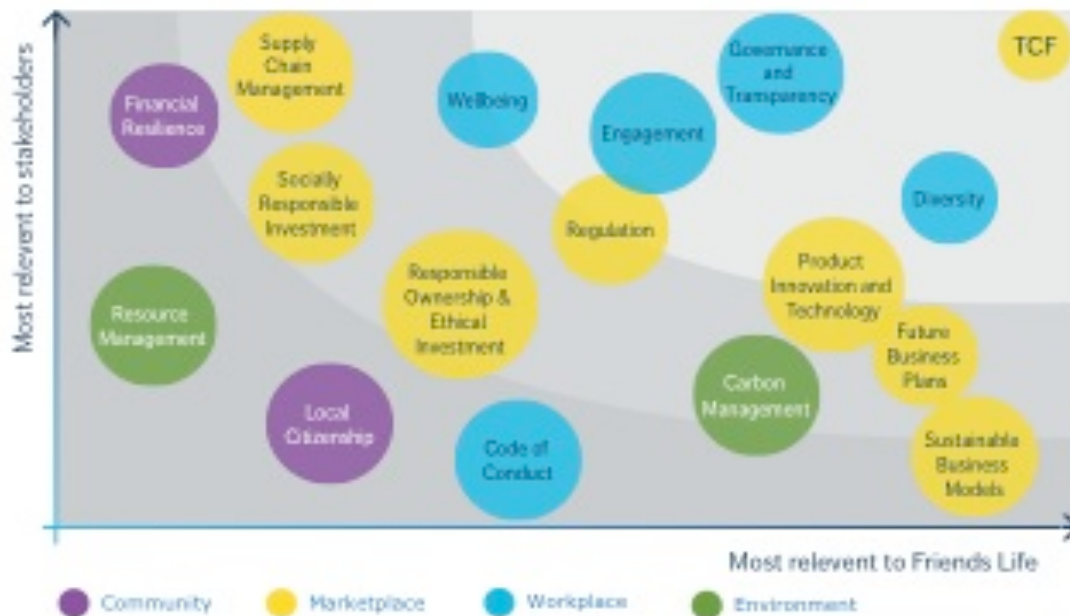 Most relevent to stakeholders
Supply
Chain
Management
Financial
Resilience
Wellbeing
Governance
and
Transparency
TCF
Engagement
Socially
Responsible
Investment
Diversity
Regulation
Responsible
Ownership &
Ethical
Investment
Product
Innovation and
Technology
Resource
Management
Future
Business
Plans
Carbon
Management
Local
Citizenship
Code of
Conduct
Sustainable
Business
Models
Most relevent to Friends Life
Community
Marketplace
Workplace
Environment